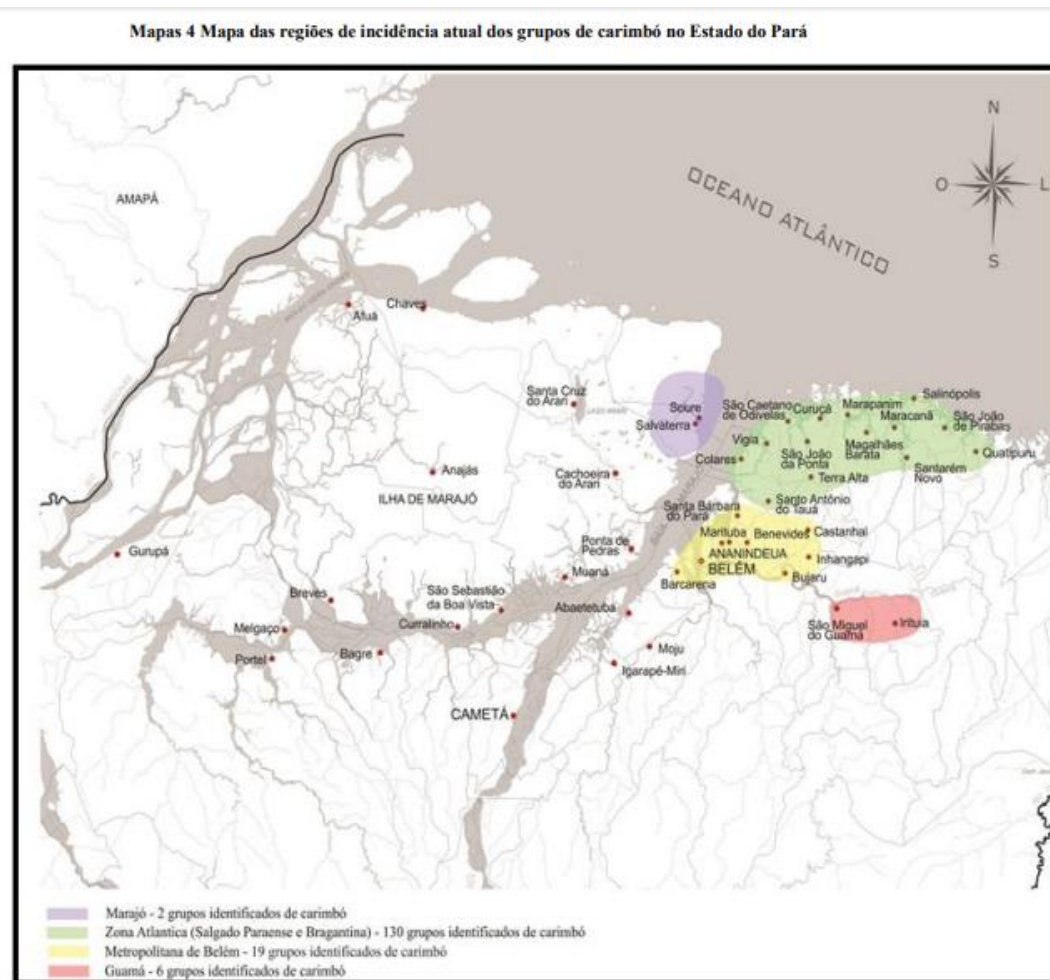 Mapas 4 Mapa das regiões de incidência atual dos grupos de carimbó no Estado do Pará
N
O
L
S
OCEANO ATLÂNTICO
AMAPÁ
Chaves
Afuá
Santa Cruz
do Arari
Soure
Salvaterra
São Caetano
de Odivelas
Curuçá
Marapanim
Salinópolis
Maracanã
São João
de Pirabas
Vigia
Colares
São João
da Ponta
Magalhães
Barata
Quatipuru
Santarém
Novo
Terra Alta
Anajás
Cachoeira
do Arari
ILHA DE MARAJÓ
Santo Antônio
do Tauá
Santa Bárbara
do Pará
Marituba
Benevides
Castanhal
ANANINDEUA
BELÉM
Inhangapi
Barcarena
Bujaru
Gurupá
Ponta de
Pedras
Muaná
Breves
São Sebastião
da Boa Vista
Abaetetuba
São Miguel
do Guamá
Irituia
Melgaço
Curralinho
Portel
Bagre
Moju
Igarapé-Miri
CAMETÁ
Marajó - 2 grupos identificados de carimbó
Zona Atlantica (Salgado Paraense e Bragantina) - 130 grupos identificados de carimbó
Metropolitana de Belém - 19 grupos identificados de carimbó
Guamá - 6 grupos identificados de carimbó